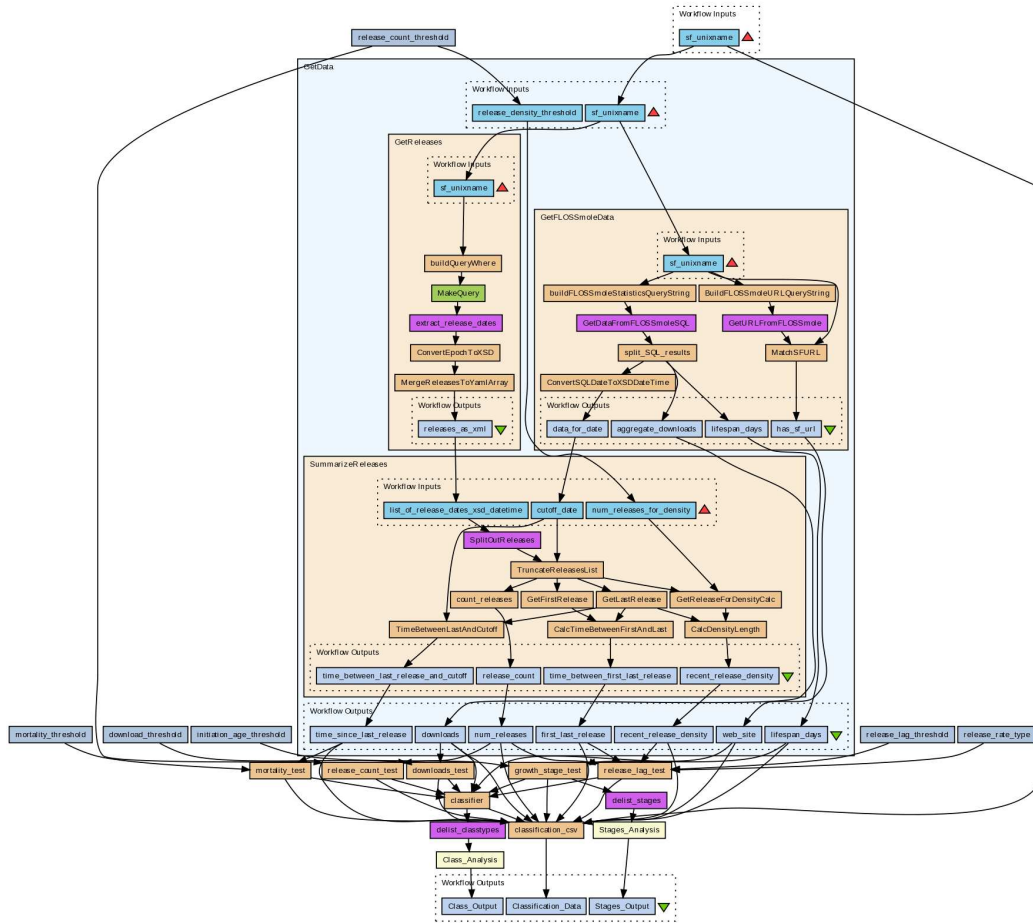 Workflow Inputs
release_count_threshold
sf_unixname
GetData
Workflow Inputs
release_density_threshold
sf_unixname
GetReleases
Workflow Inputs
sf_unixname
GetFLOSSmoleData
Workflow Inputs
buildQueryWhere
sf_unixname
MakeQuery
buildFLOSSmoleStatisticsQueryString
BuildFLOSSmoleURLQueryString
extract_release_dates
GetDataFromFLOSSmoleSQL
GetURLFromFLOSSmole
ConvertEpochToXSD
split_SQL_results
MatchSFURL
MergeReleasesToYamlArray
ConvertSQLDateToXSDDateTime
Workflow Outputs
Workflow Outputs
releases_as_xml
data_for_date
aggregate_downloads
lifespan_days
has_sf_url
SummarizeReleases
Workflow Inputs
list_of_release_dates_xsd_datetime
cutoff_date
num_releases_for_density
SplitOutReleases
TruncateReleasesList
count_releases
GetFirstRelease
GetLastRelease
GetReleaseForDensityCalc
TimeBetweenLastAndCutoff
CalcTimeBetweenFirstAndLast
CalcDensityLength
Workflow Outputs
time_between_last_release_and_cutoff
release_count
time_between_first_last_release
recent_release_density
Workflow Outputs
mortality_threshold
download_threshold
initiation_age_threshold
time_since_last_release
downloads
num_releases
first_last_release
recent_release_density
web_site
lifespan_days
release_lag_threshold
release_rate_type
mortality_test
release_count_test
downloads_test
growth_stage_test
release_lag_test
classifier
delist_stages
delist_classtypes
classification_csv
Stages_Analysis
Class_Analysis
Workflow Outputs
Class_Output
Classification_Data
Stages_Output